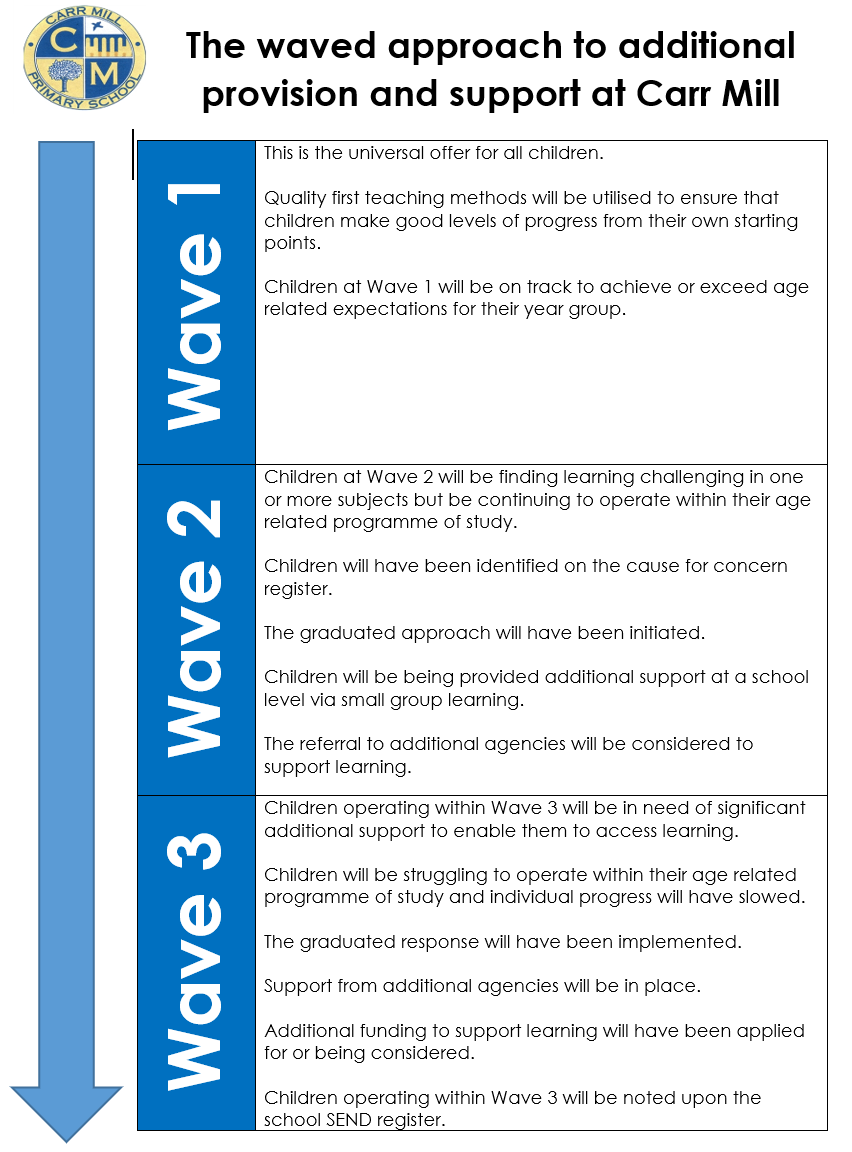 CARR MILL
C
M
PRIMARY SCHOOL
The waved approach to additional
provision and support at Carr Mill
Wave 1
This is the universal offer for all children.
Quality first teaching methods will be utilised to ensure that
children make good levels of progress from their own starting
points.
Children at Wave 1 will be on track to achieve or exceed age
related expectations for their year group.
Wave 2
Children at Wave 2 will be finding learning challenging in one
or more subjects but be continuing to operate within their age
related programme of study.
Children will have been identified on the cause for concern
register.
The graduated approach will have been initiated.
Children will be being provided additional support at a school
level via small group learning.
The referral to additional agencies will be considered to
support learning.
Wave 3
Children operating within Wave 3 will be in need of significant
additional support to enable them to access learning.
Children will be struggling to operate within their age related
programme of study and individual progress will have slowed.
The graduated response will have been implemented.
Support from additional agencies will be in place.
Additional funding to support learning will have been applied
for or being considered.
Children operating within Wave 3 will be noted upon the
school SEND register.